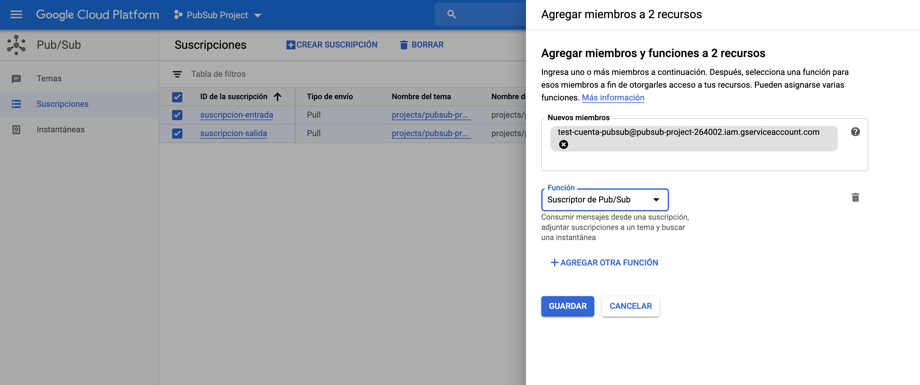 Google Cloud Platform
PubSub Project
Agregar miembros a 2 recursos
Pub/Sub
Suscripciones
CREAR SUSCRIPCIÓN
BORRAR
Agregar miembros y funciones a 2 recursos
Ingresa uno o más miembros a continuación. Después, selecciona una función para
esos miembros a fin de otorgarles acceso a tus recursos. Pueden asignarse varias
funciones. Más información
Temas
Suscripciones
Instantáneas
Tabla de filtros
ID de la suscripción
Tipo de envío
Nombre del tema
Nombre de
suscripcion-entrada
Pull
projects/pubsub-pr...
projects/p
suscripcion-salida
Pull
projects/pubsub-pr...
projects/p
Nuevos miembros
test-cuenta-pubsub@pubsub-project-264002.iam.gserviceaccount.com
Función
Suscriptor de Pub/Sub
Consumir mensajes desde una suscripción,
adjuntar suscripciones a un tema y buscar
una instantánea
AGREGAR OTRA FUNCIÓN
GUARDAR
CANCELAR